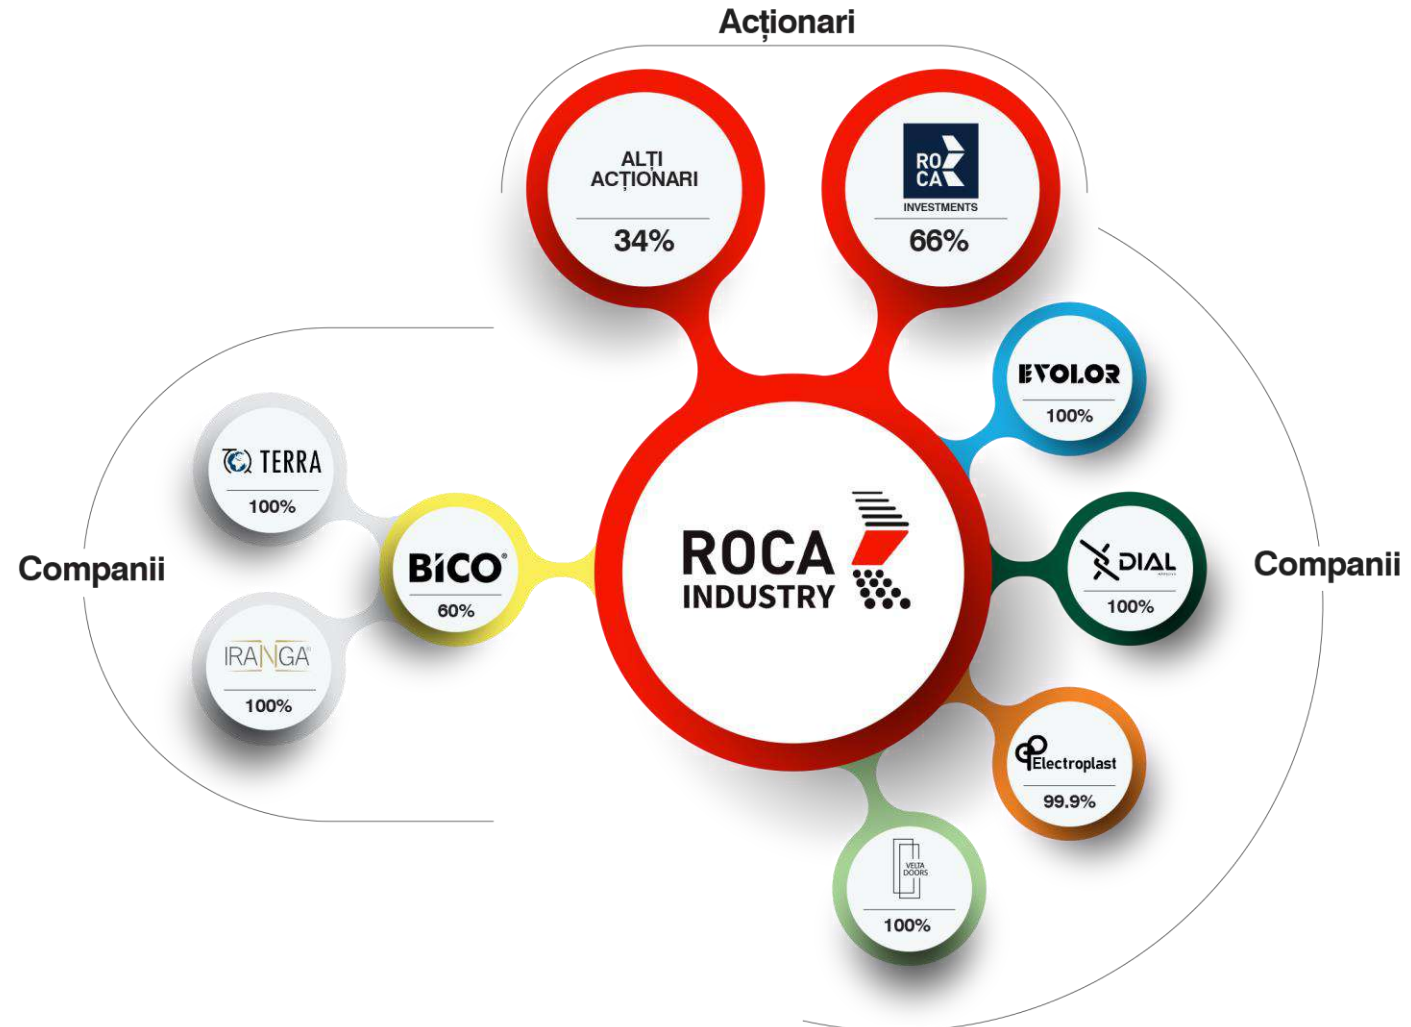 Acționari
ALȚI
ACȚIONARI
34%
RO
CA
INVESTMENTS
66%
EVOLOR
100%
TERRA
100%
BICO®
60%
ROCA
INDUSTRY
DIAL
100%
Companii
Companii
IRANGA®
100%
Electroplast
99.9%
VELTA
DOORS
100%